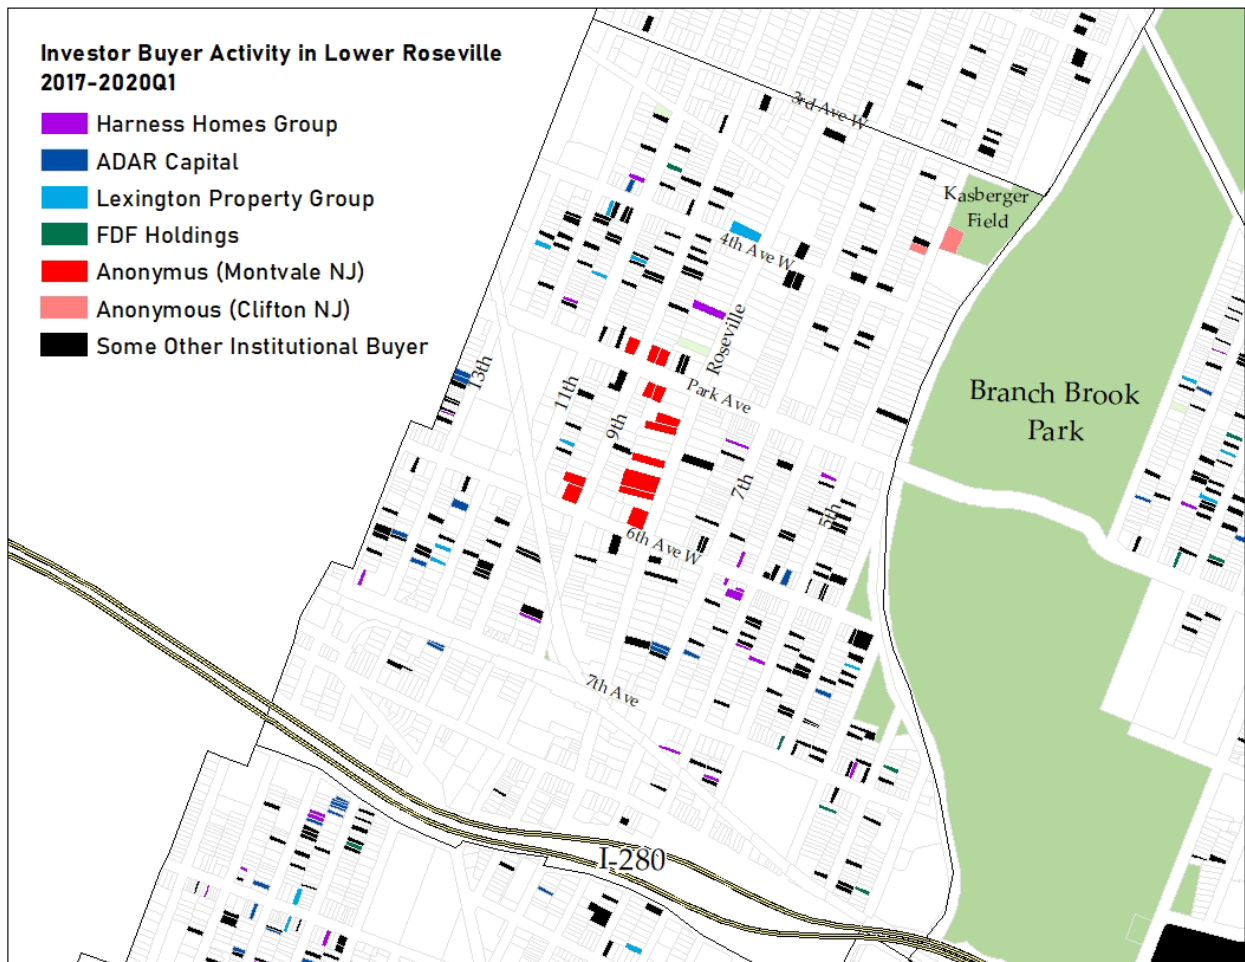 Investor Buyer Activity in Lower Roseville
2017-2020Q1
Harness Homes Group
ADAR Capital
Lexington Property Group
FDF Holdings
Anonymus (Montvale NJ)
Anonymous (Clifton NJ)
Some Other Institutional Buyer
3rd Ave W
Kasberger
Field
4th Ave W
Roseville
13th
11th
Park Ave
9th
Branch Brook
Park
7th
5th
6th Ave W
7th Ave
I-280